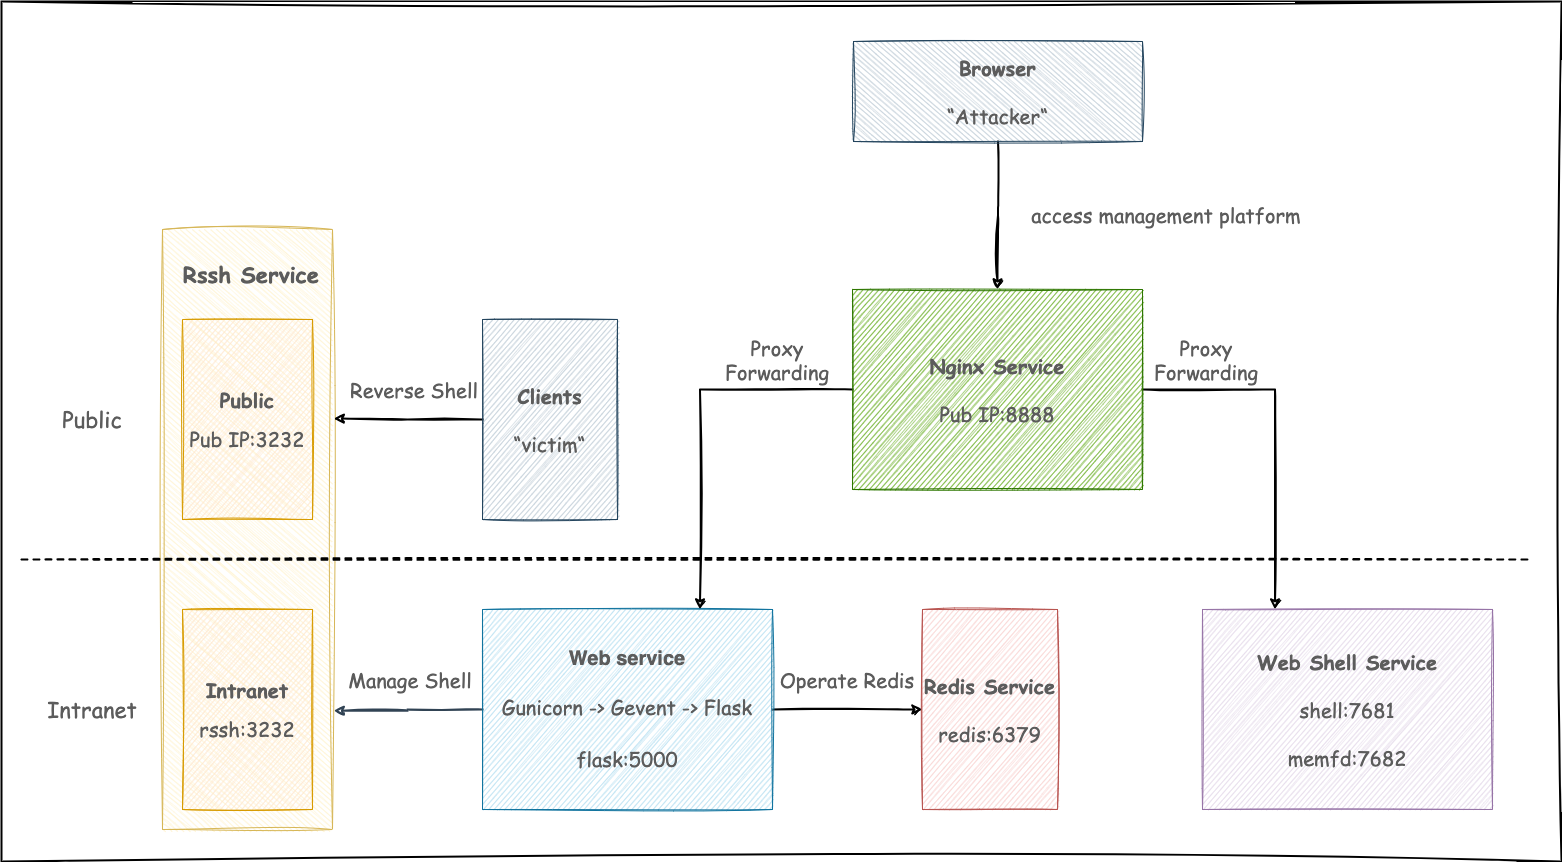 Browser
"Attacker"
access management platform
Rssh Service
Public
Pub IP:3232
Reverse Shell
Clients
"victim"
Proxy
Forwarding
Nginx Service
Pub IP:8888
Proxy
Forwarding
Public
Intranet
Intranet
rssh:3232
Manage Shell
Web service
Gunicorn -> Gevent -> Flask
flask:5000
Operate Redis
Redis Service
redis:6379
Web Shell Service
shell:7681
memfd:7682